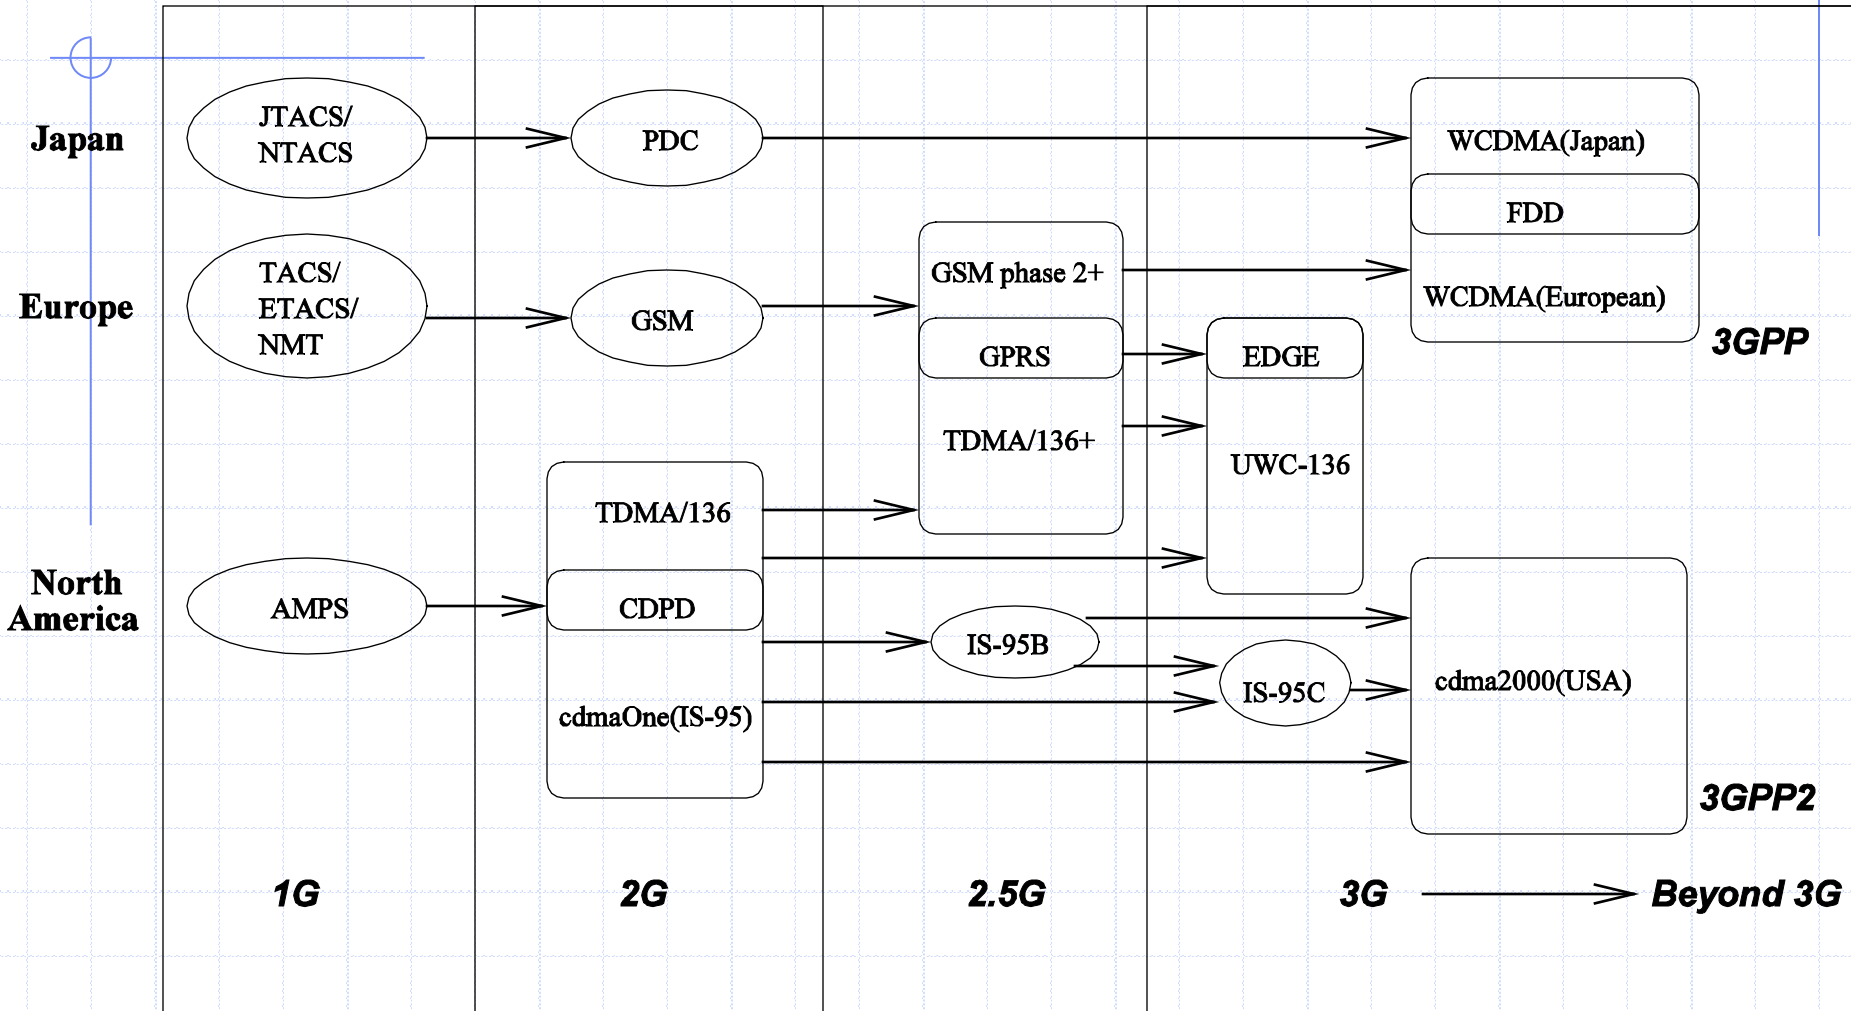 Japan
JTACS/
NTACS
PDC
WCDMA(Japan)
FDD
WCDMA(European)
3GPP
Europe
TACS/
ETACS/
NMT
GSM
GSM phase 2+
GPRS
EDGE
TDMA/136+
UWC-136
North
America
AMPS
TDMA/136
CDPD
cdmaOne(IS-95)
IS-95B
IS-95C
cdma2000(USA)
3GPP2
1G
2G
2.5G
3G
Beyond 3G